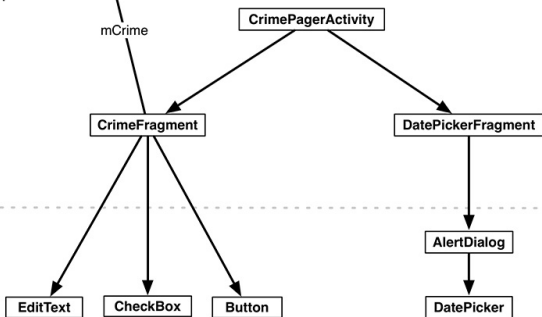 CrimePagerActivity
mCrime
CrimeFragment
DatePickerFragment
AlertDialog
EditText
CheckBox
Button
DatePicker